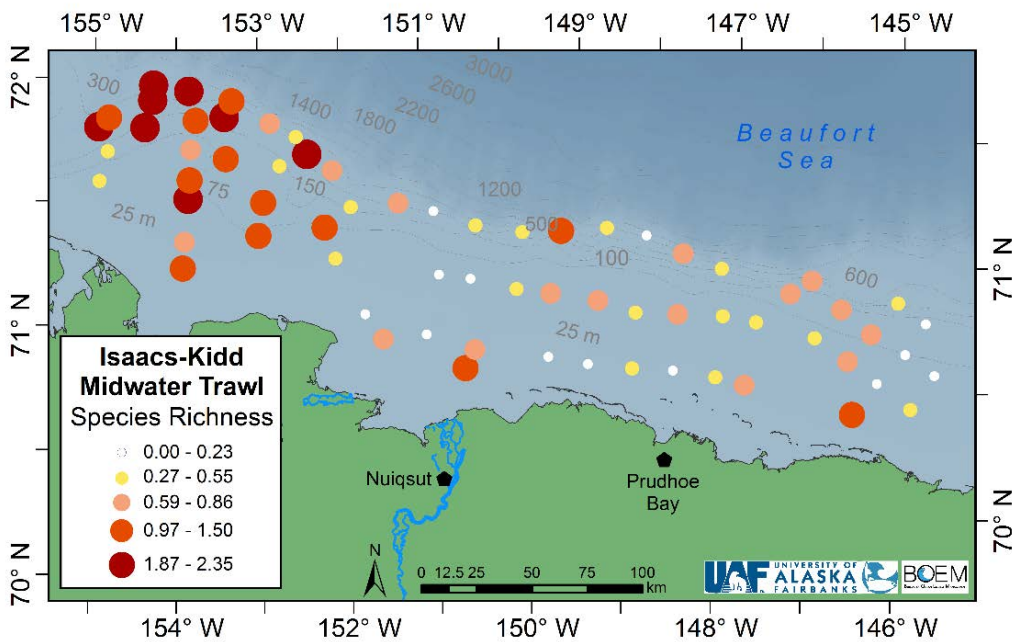 155° W 153° W 151° W 149° W 147° W 145° W
72° N
71° N
70° N
71° N
70° N
3000
2600
2200
1800
1400
300
Beaufort
Sea
75
150
25 m
1200
500
100
600
25 m
Isaacs-Kidd
Midwater Trawl
Species Richness
0.00 - 0.23
0.27 - 0.55
0.59 - 0.86
0.97 - 1.50
1.87 - 2.35
Nuiqsut
Prudhoe
Bay
N
0 12.5 25 50 75 100
km
UAF UNIVERSITY OF
ALASKA
FAIRBANKS
BOEM
154° W 152° W 150° W 148° W 146° W